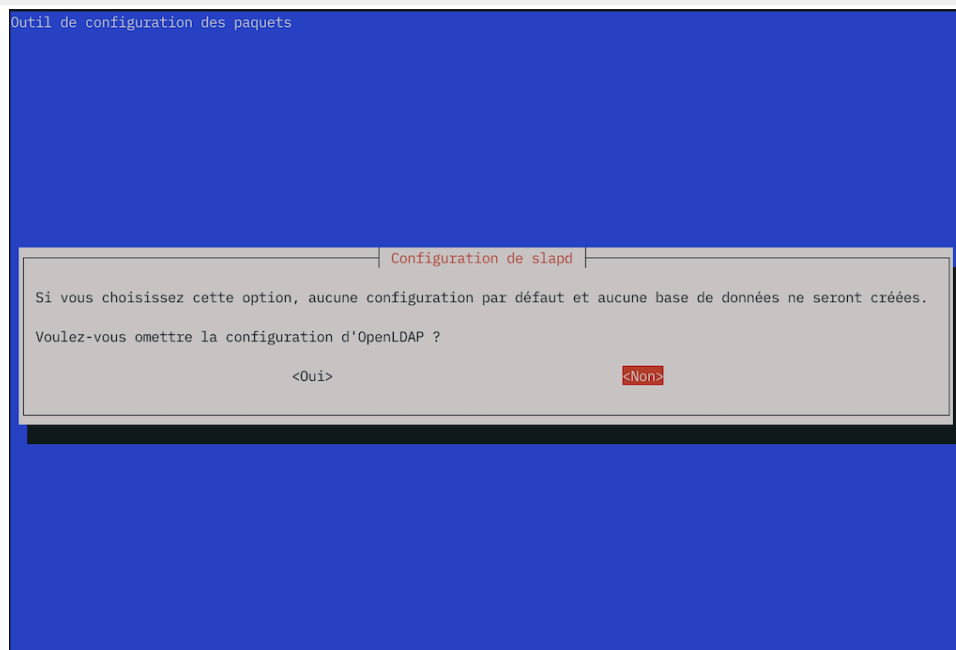 Outil de configuration des paquets
Configuration de slapd
Si vous choisissez cette option, aucune configuration par défaut et aucune base de données ne seront créées.
Voulez-vous omettre la configuration d'OpenLDAP ?
<Oui> <Non>